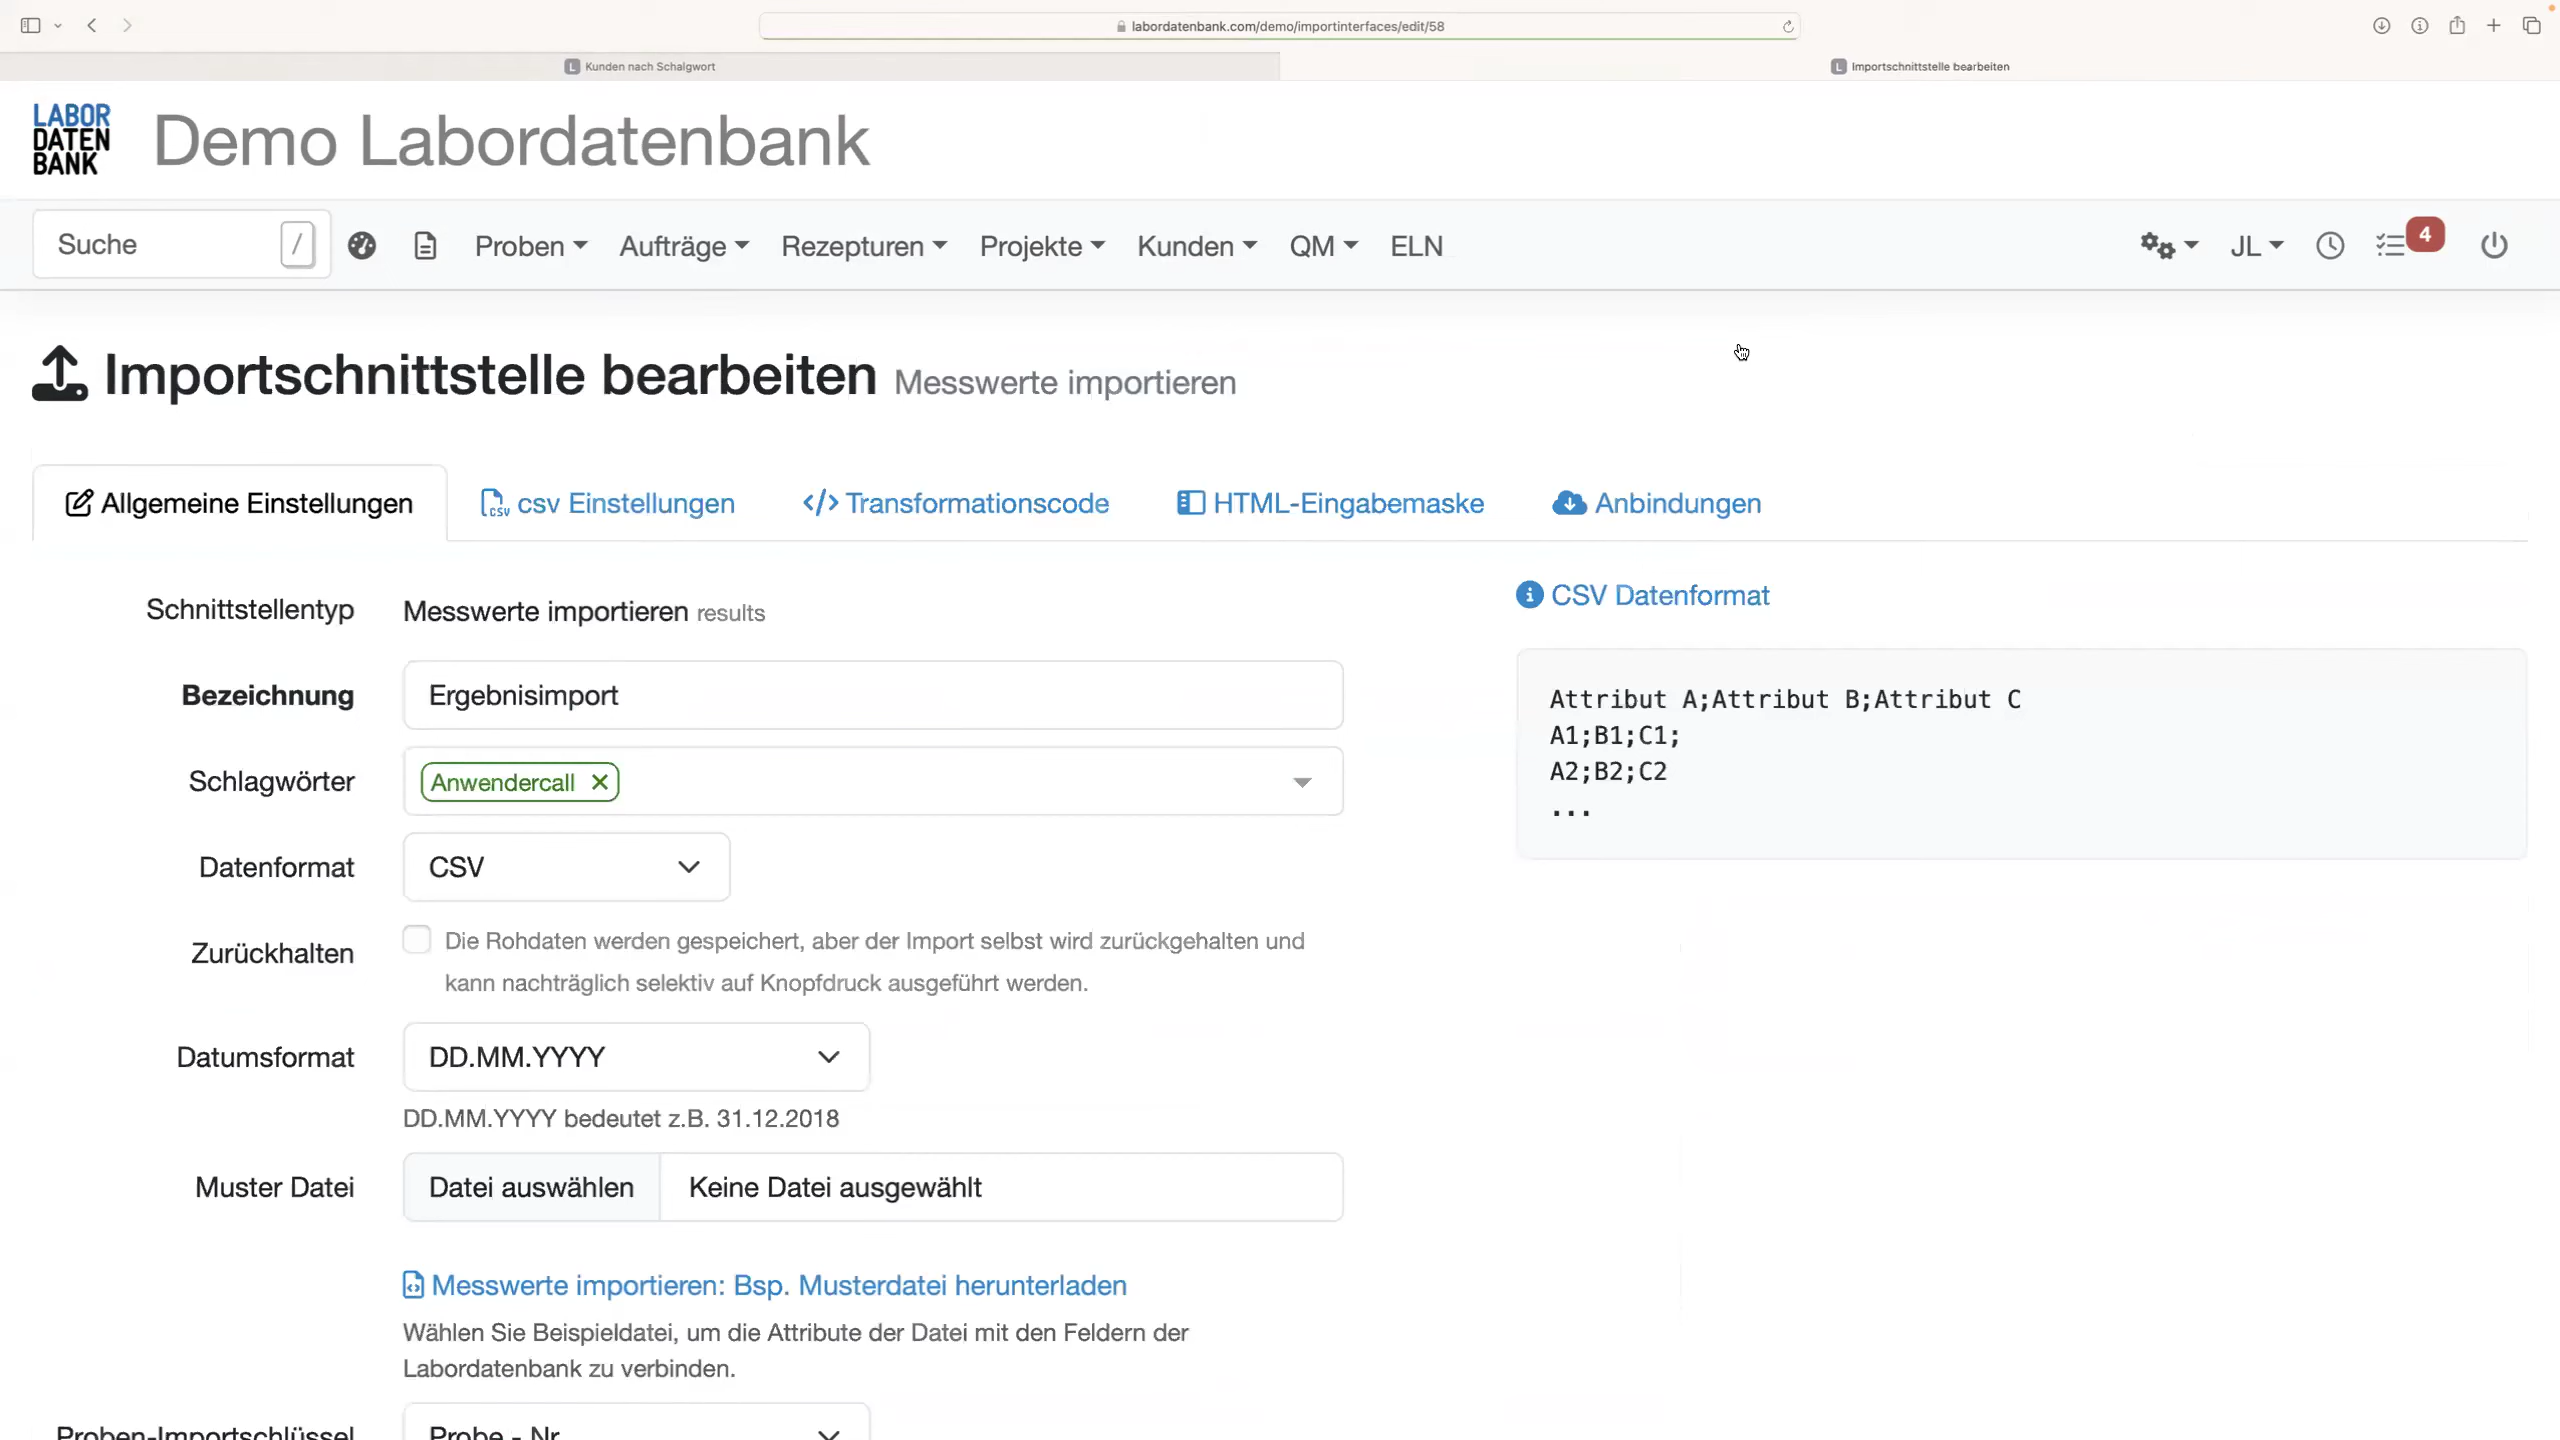 labordatenbank.com/demo/importinterfaces/edit/58
L Kunden nach Schalgwort
L Importschnittstelle bearbeiten
LABOR
DATEN
BANK
Demo Labordatenbank
Suche /
Proben
Aufträge
Rezepturen
Projekte
Kunden
QM
ELN
JL
4
Importschnittstelle bearbeiten Messwerte importieren
Allgemeine Einstellungen
csv Einstellungen
</> Transformationscode
HTML-Eingabemaske
Anbindungen
Schnittstellentyp Messwerte importieren results
Bezeichnung Ergebnisimport
Schlagwörter Anwendercall ✕
Datenformat CSV
Zurückhalten Die Rohdaten werden gespeichert, aber der Import selbst wird zurückgehalten und
kann nachträglich selektiv auf Knopfdruck ausgeführt werden.
Datumsformat DD.MM.YYYY
DD.MM.YYYY bedeutet z.B. 31.12.2018
Muster Datei Datei auswählen Keine Datei ausgewählt
Messwerte importieren: Bsp. Musterdatei herunterladen
Wählen Sie Beispieldatei, um die Attribute der Datei mit den Feldern der
Labordatenbank zu verbinden.
Proben-Importschlüssel Probe - Nr
CSV Datenformat
Attribut A;Attribut B;Attribut C
A1;B1;C1;
A2;B2;C2
...